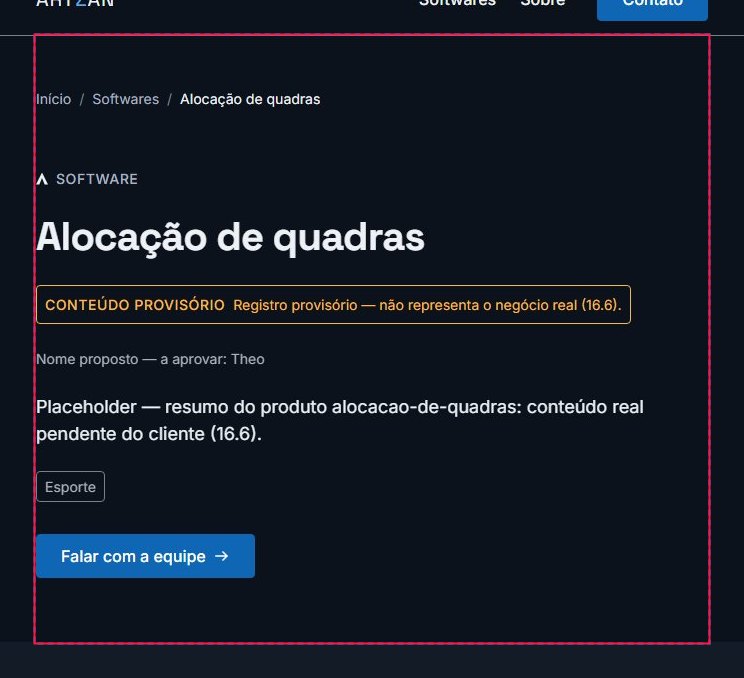 ARTZAN
Softwares Sobre Contato
Início / Softwares / Alocação de quadras
SOFTWARE
Alocação de quadras
CONTEÚDO PROVISÓRIO Registro provisório — não representa o negócio real (16.6).
Nome proposto — a aprovar: Theo
Placeholder — resumo do produto alocacao-de-quadras: conteúdo real
pendente do cliente (16.6).
Esporte
Falar com a equipe →